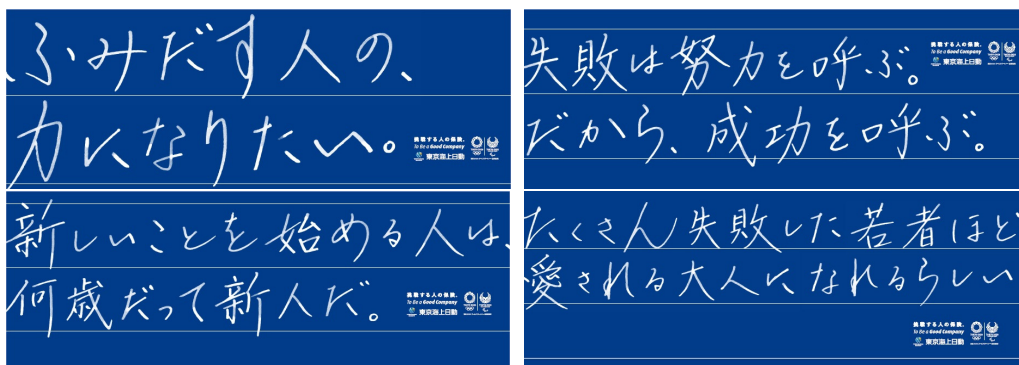 ふみだす人の、
力になりたい。
挑戦する人の保険。
To Be a Good Company
東京海上日動
失敗は努力を呼ぶ。
だから、成功を呼ぶ。
挑戦する人の保険。
To Be a Good Company
東京海上日動
新しいことを始める人は、
何歳だって新人だ。
挑戦する人の保険。
To Be a Good Company
東京海上日動
たくさん失敗した若者ほど
愛される大人になれるらしい
挑戦する人の保険。
To Be a Good Company
東京海上日動